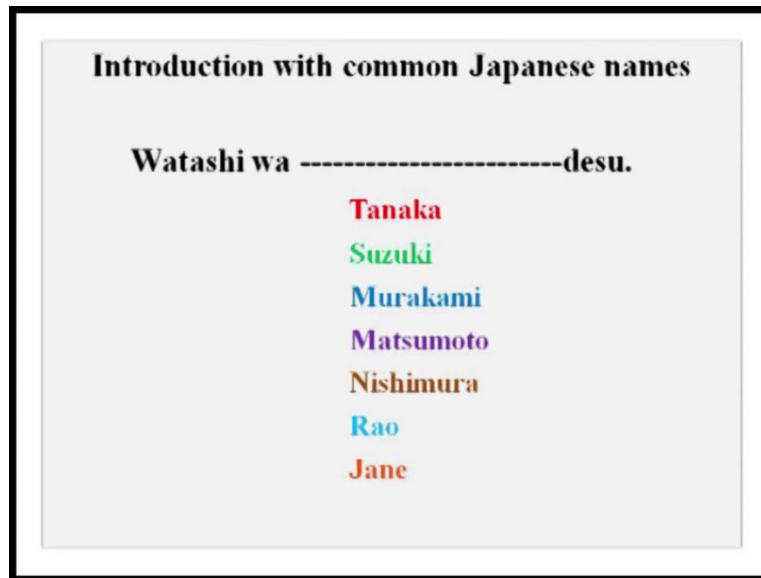 Introduction with common Japanese names
Watashi wa ------------------------desu.
Tanaka
Suzuki
Murakami
Matsumoto
Nishimura
Rao
Jane